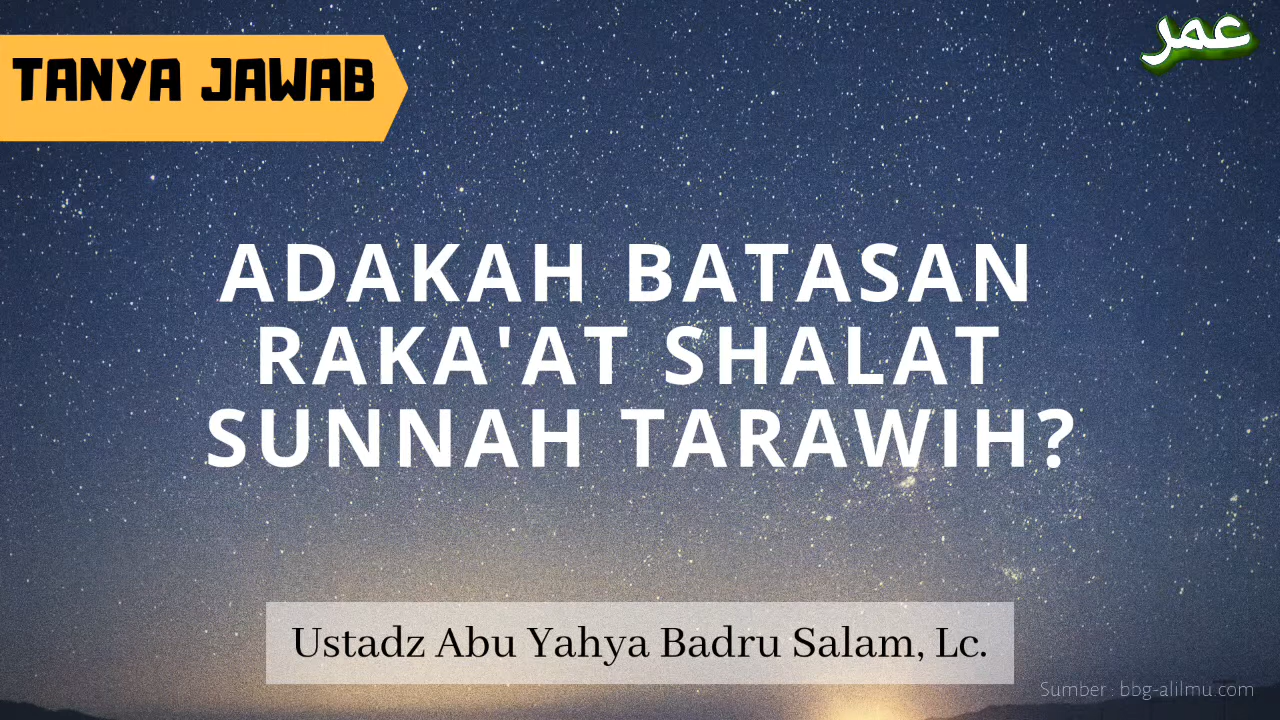 TANYA JAWAB
عمر
ADAKAH BATASAN
RAKA'AT SHALAT
SUNNAH TARAWIH?
Ustadz Abu Yahya Badru Salam, Lc.
Sumber : bbg-alilmu.com